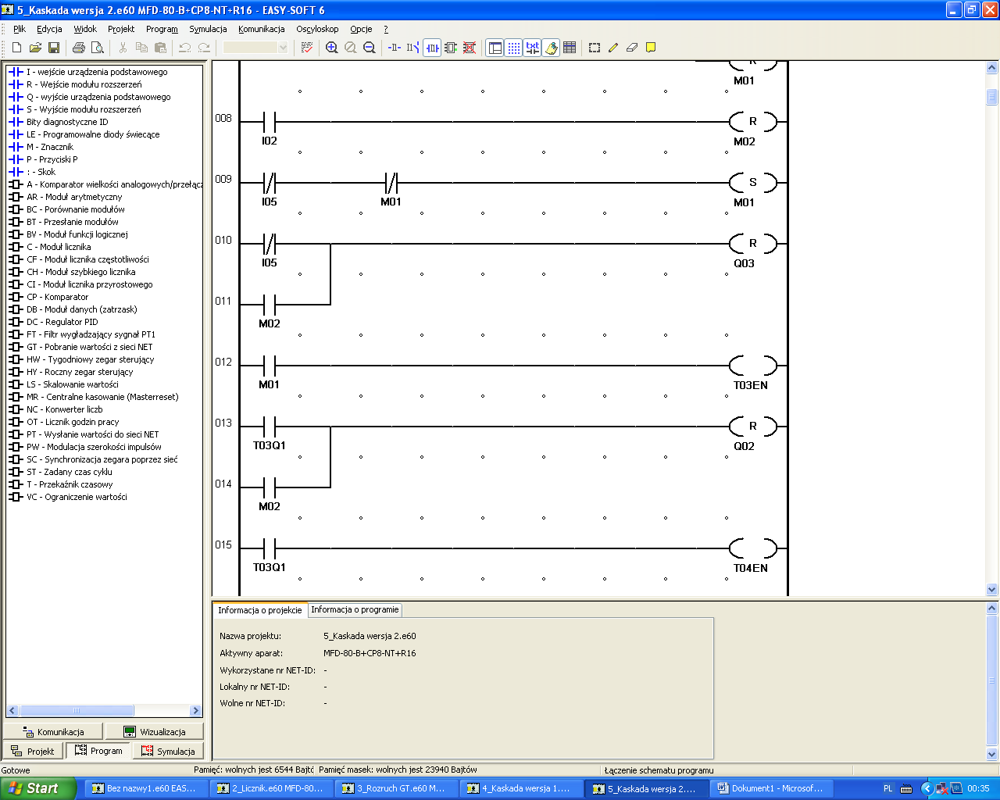 5_Kaskada wersja 2.e60 MFD-80-B+CP8-NT+R16 - EASY-SOFT 6
Plik Edycja Widok Projekt Program Symulacja Komunikacja Oscyloskop Opcje ?
I - wejście urządzenia podstawowego
R - Wejście modułu rozszerzeń
Q - wyjście urządzenia podstawowego
S - Wyjście modułu rozszerzeń
Bity diagnostyczne ID
LE - Programowalne diody świecące
M - Znacznik
P - Przyciski P
: - Skok
A - Komparator wielkości analogowych/przełącz
AR - Moduł arytmetyczny
BC - Porównanie modułów
BT - Przesłanie modułów
BV - Moduł funkcji logicznej
C - Moduł licznika
CF - Moduł licznika częstotliwości
CH - Moduł szybkiego licznika
CI - Moduł licznika przyrostowego
CP - Komparator
DB - Moduł danych (zatrzask)
DC - Regulator PID
FT - Filtr wygładzający sygnał PT1
GT - Pobranie wartości z sieci NET
HW - Tygodniowy zegar sterujący
HY - Roczny zegar sterujący
LS - Skalowanie wartości
MR - Centralne kasowanie (Masterreset)
NC - Konwerter liczb
OT - Licznik godzin pracy
PT - Wysłanie wartości do sieci NET
PW - Modulacja szerokości impulsów
SC - Synchronizacja zegara poprzez sieć
ST - Zadany czas cyklu
T - Przekaźnik czasowy
VC - Ograniczenie wartości
Komunikacja Wizualizacja
Projekt Program Symulacja
R
M01
008 R
I02 M02
009 S
I05 M01 M01
010 R
I05 Q03
011
M02
012
M01 T03EN
013 R
T03Q1 Q02
014
M02
015
T03Q1 T04EN
Informacja o projekcie Informacja o programie
Nazwa projektu: 5_Kaskada wersja 2.e60
Aktywny aparat: MFD-80-B+CP8-NT+R16
Wykorzystane nr NET-ID: -
Lokalny nr NET-ID: -
Wolne nr NET-ID: -
Gotowe Pamięć: wolnych jest 6544 Bajtó Pamięć masek: wolnych jest 23940 Bajtów Łączenie schematu programu
Start Bez nazwy1.e60 EAS... 2_Licznik.e60 MFD-80... 3_Rozruch GT.e60 M... 4_Kaskada wersja 1.... 5_Kaskada wersja 2.... Dokument1 - Microsof... PL 00:35